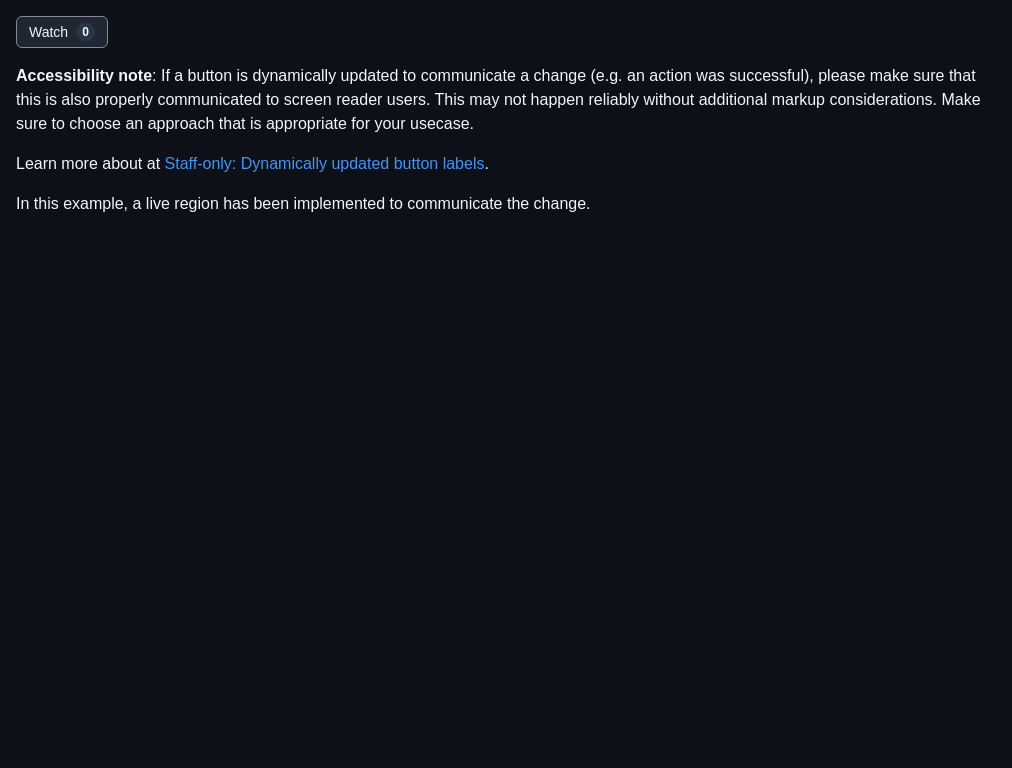 Watch 0
Accessibility note: If a button is dynamically updated to communicate a change (e.g. an action was successful), please make sure that
this is also properly communicated to screen reader users. This may not happen reliably without additional markup considerations. Make
sure to choose an approach that is appropriate for your usecase.
Learn more about at Staff-only: Dynamically updated button labels.
In this example, a live region has been implemented to communicate the change.